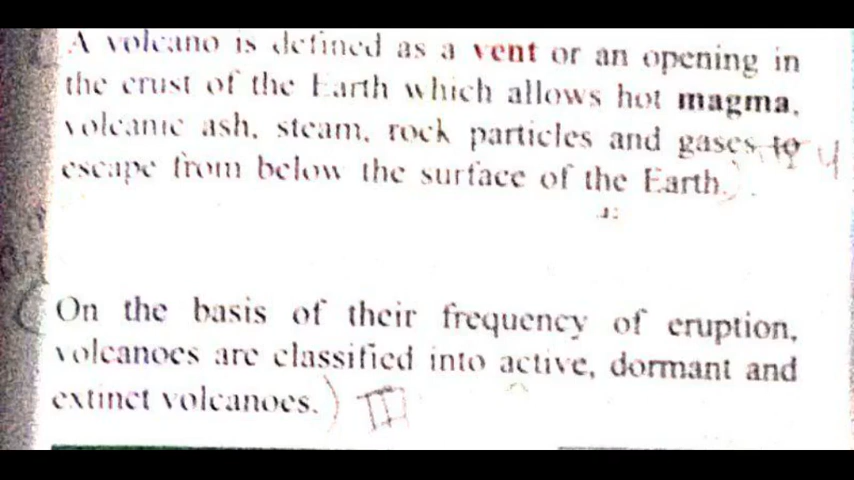 A volcano is defined as a vent or an opening in
the crust of the Earth which allows hot magma,
volcanic ash, steam, rock particles and gases to
escape from below the surface of the Earth.
On the basis of their frequency of eruption,
volcanoes are classified into active, dormant and
extinct volcanoes.